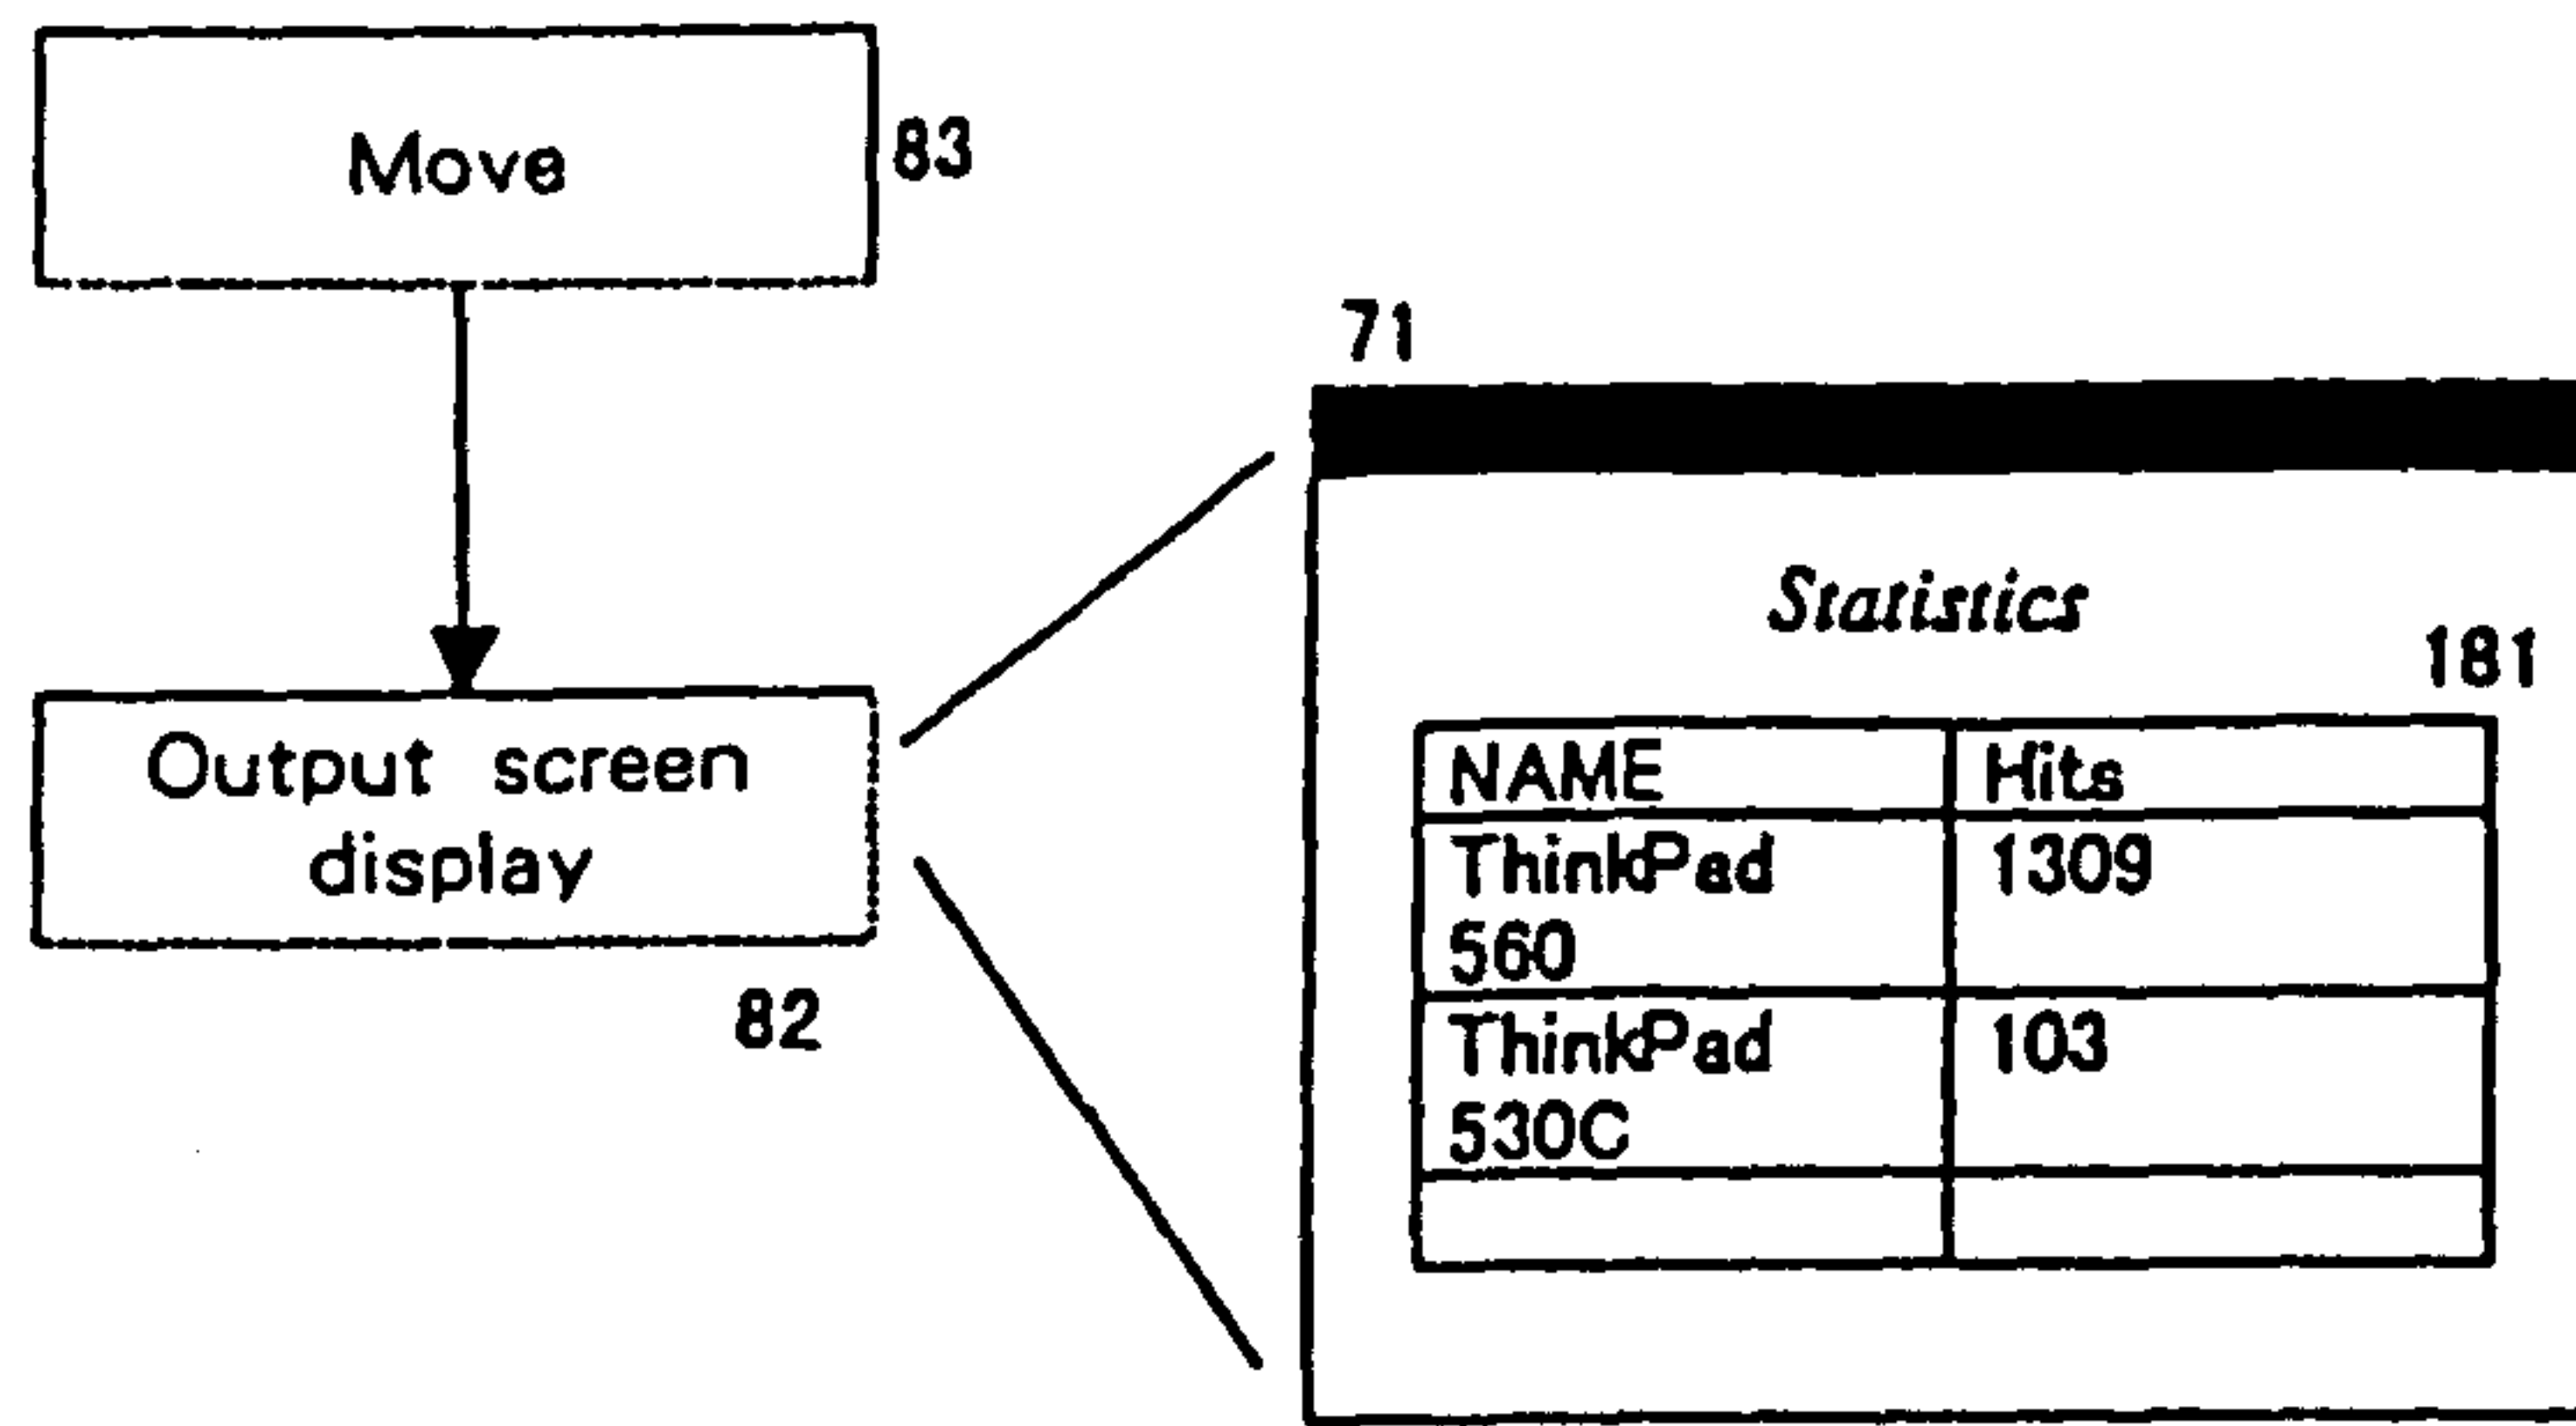 Move
83
71
Statistics
181
NAME Hits
ThinkPad 1309
560
ThinkPad 103
530C
Output screen
display
82